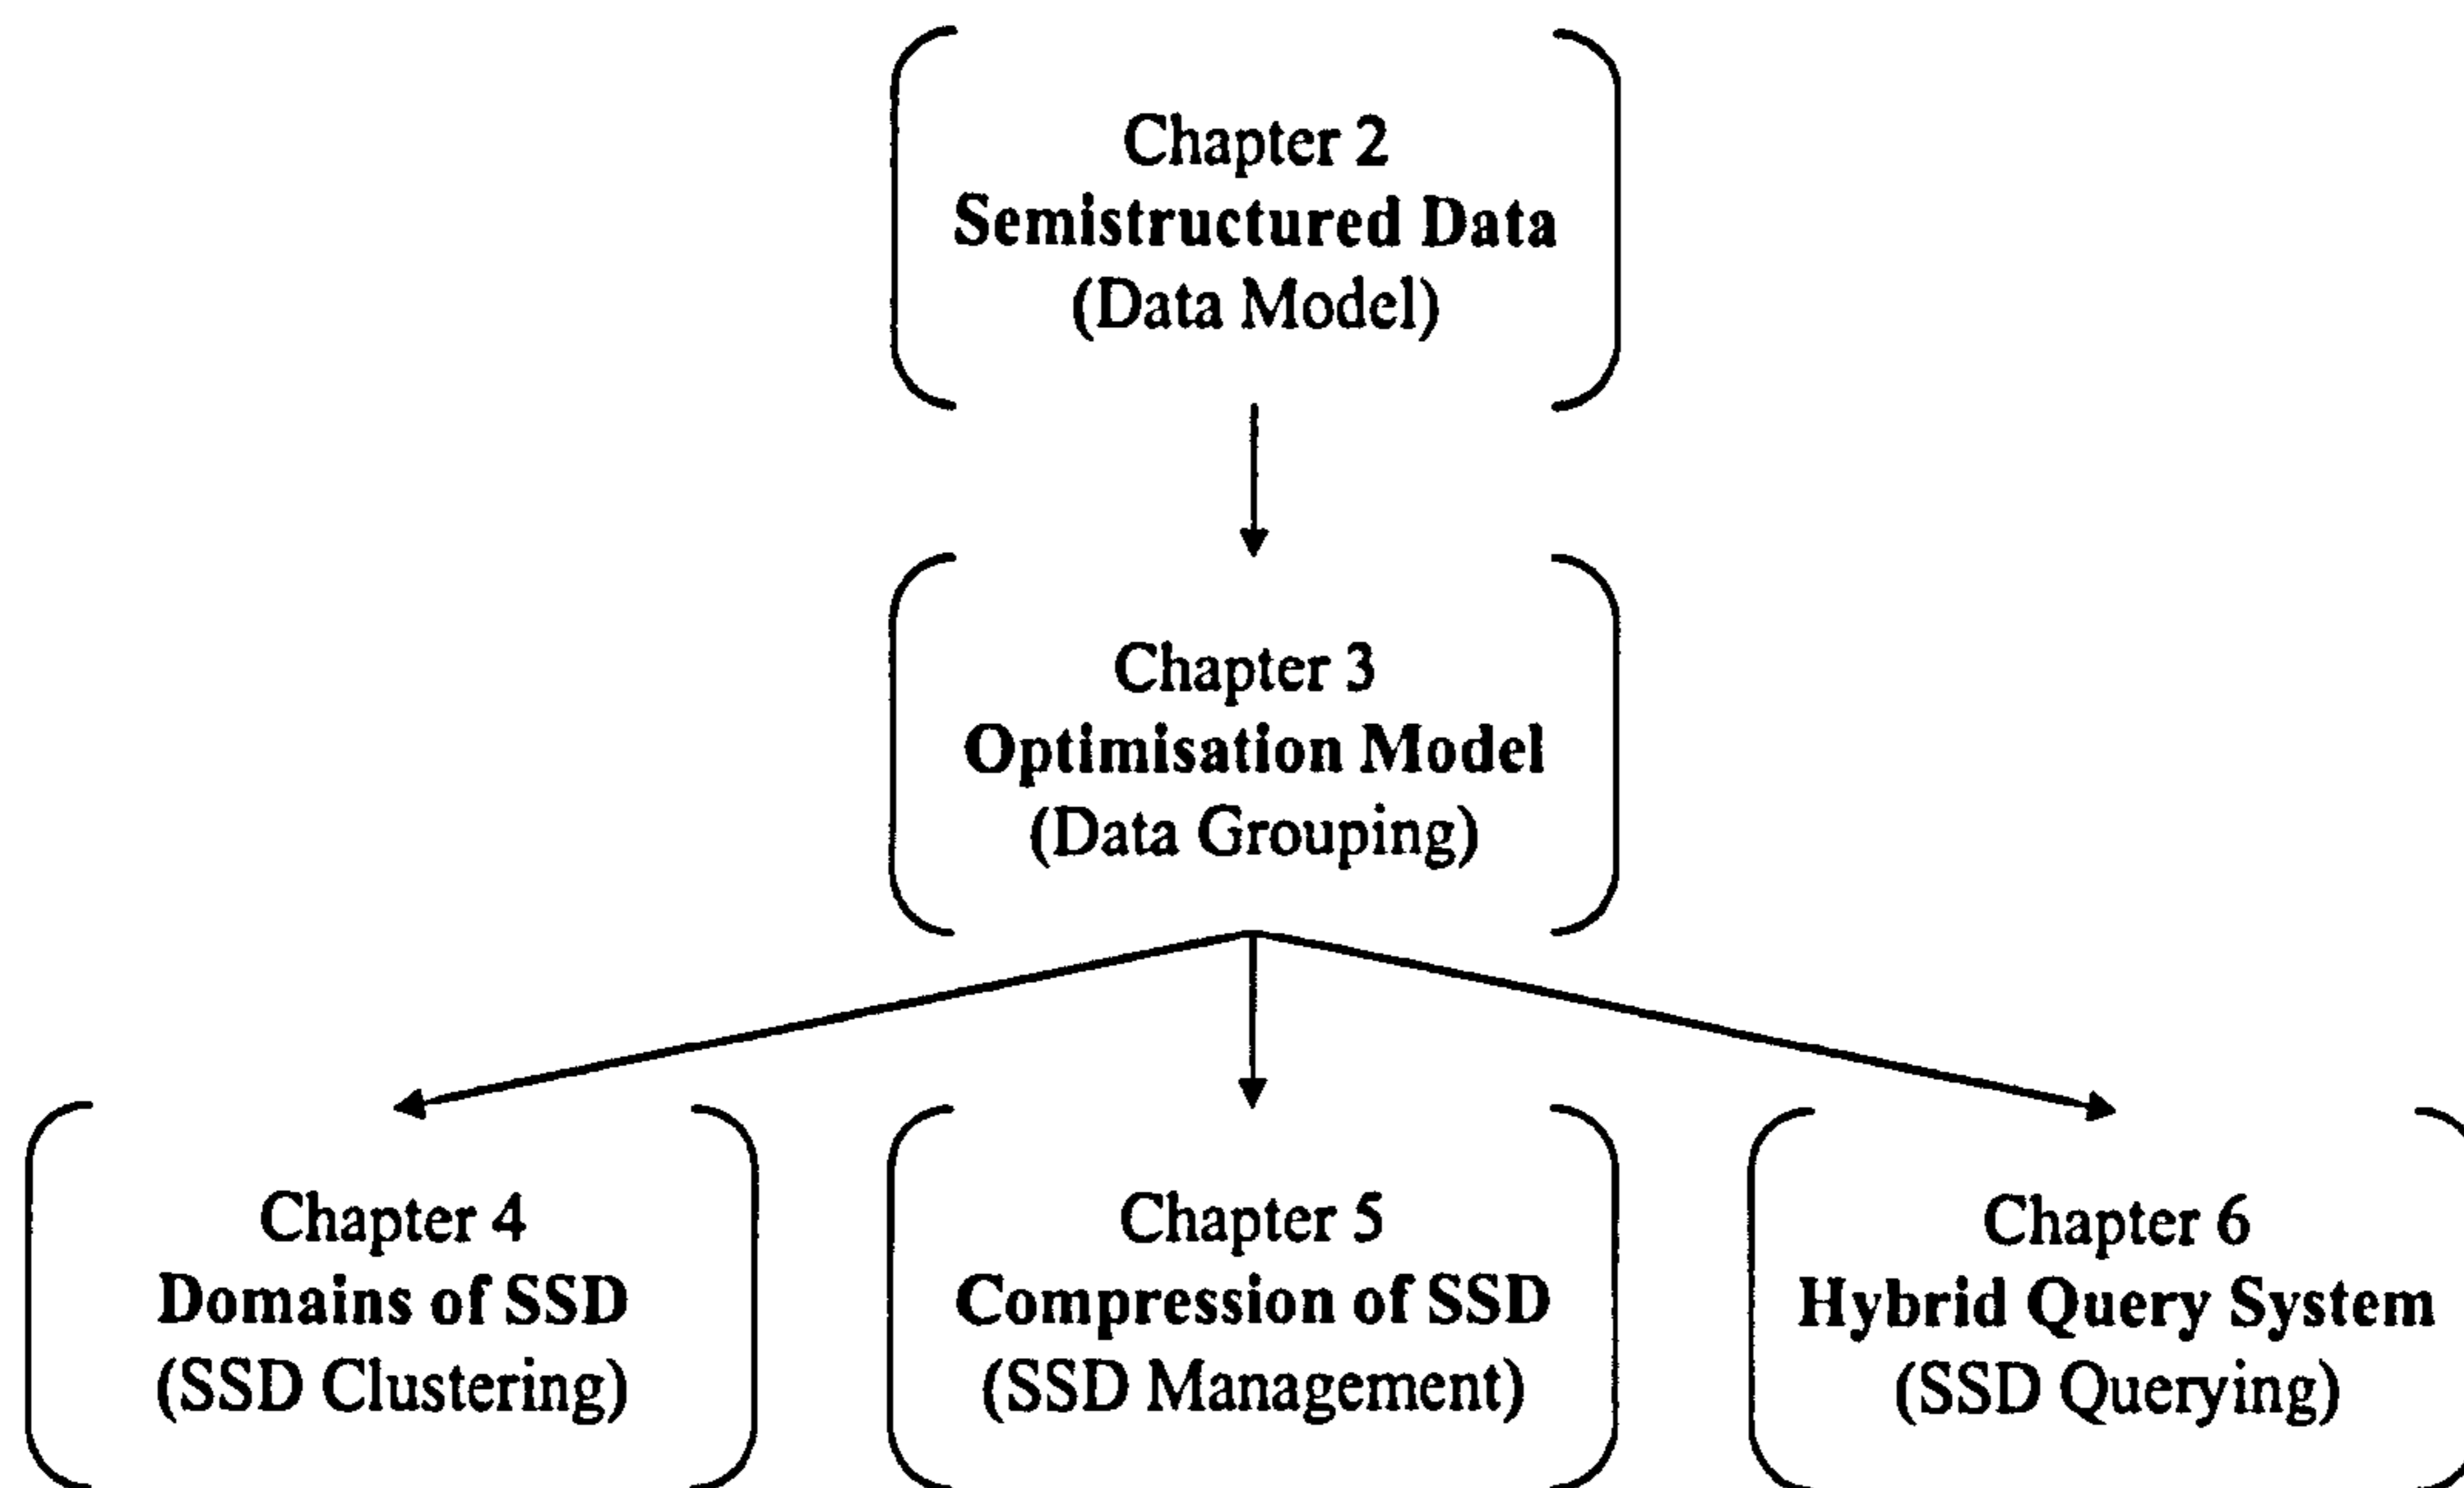 Chapter 2
Semistructured Data
(Data Model)
Chapter 3
Optimisation Model
(Data Grouping)
Chapter 4
Domains of SSD
(SSD Clustering)
Chapter 5
Compression of SSD
(SSD Management)
Chapter 6
Hybrid Query System
(SSD Querying)